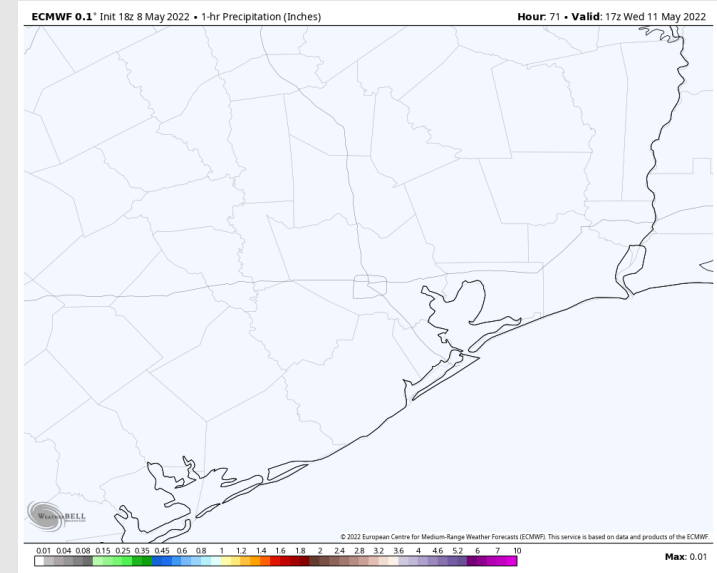 ECMWF 0.1° Init 18z 8 May 2022 • 1-hr Precipitation (Inches) Hour: 71 • Valid: 17z Wed 11 May 2022
WEATHERBELL
© 2022 European Centre for Medium-Range Weather Forecasts (ECMWF). This service is based on data and products of the ECMWF.
0.01 0.04 0.08 0.15 0.25 0.35 0.45 0.6 0.8 1 1.2 1.4 1.6 1.8 2 2.4 2.8 3.2 3.6 4 4.6 5.2 6 7 10
Max: 0.01